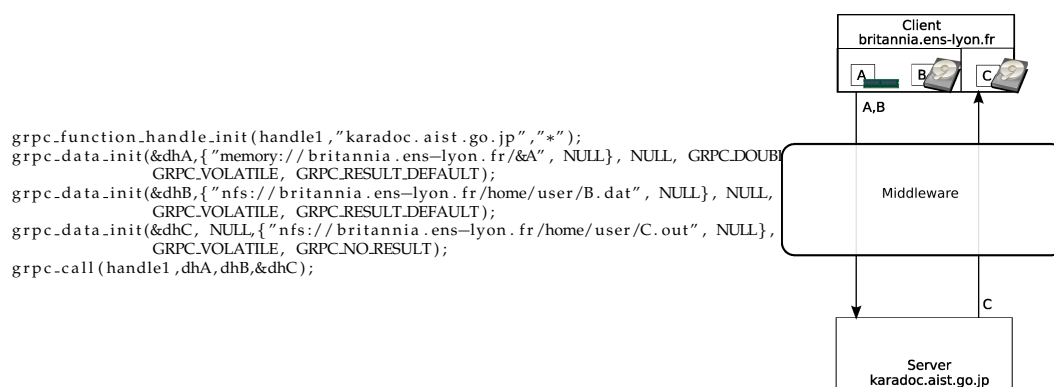 Client
britannia.ens-lyon.fr
A
B
C
A,B
grpc_function_handle_init(handle1,"karadoc.aist.go.jp","*");
grpc_data_init(&dhA,{"memory://britannia.ens-lyon.fr/&A", NULL}, NULL, GRPC_DOUBL
GRPC_VOLATILE, GRPC_RESULT_DEFAULT);
grpc_data_init(&dhB,{"nfs://britannia.ens-lyon.fr/home/user/B.dat", NULL}, NULL,
GRPC_VOLATILE, GRPC_RESULT_DEFAULT);
grpc_data_init(&dhC, NULL,{"nfs://britannia.ens-lyon.fr/home/user/C.out", NULL},
GRPC_VOLATILE, GRPC_NO_RESULT);
grpc_call(handle1,dhA,dhB,&dhC);
Middleware
C
Server
karadoc.aist.go.jp